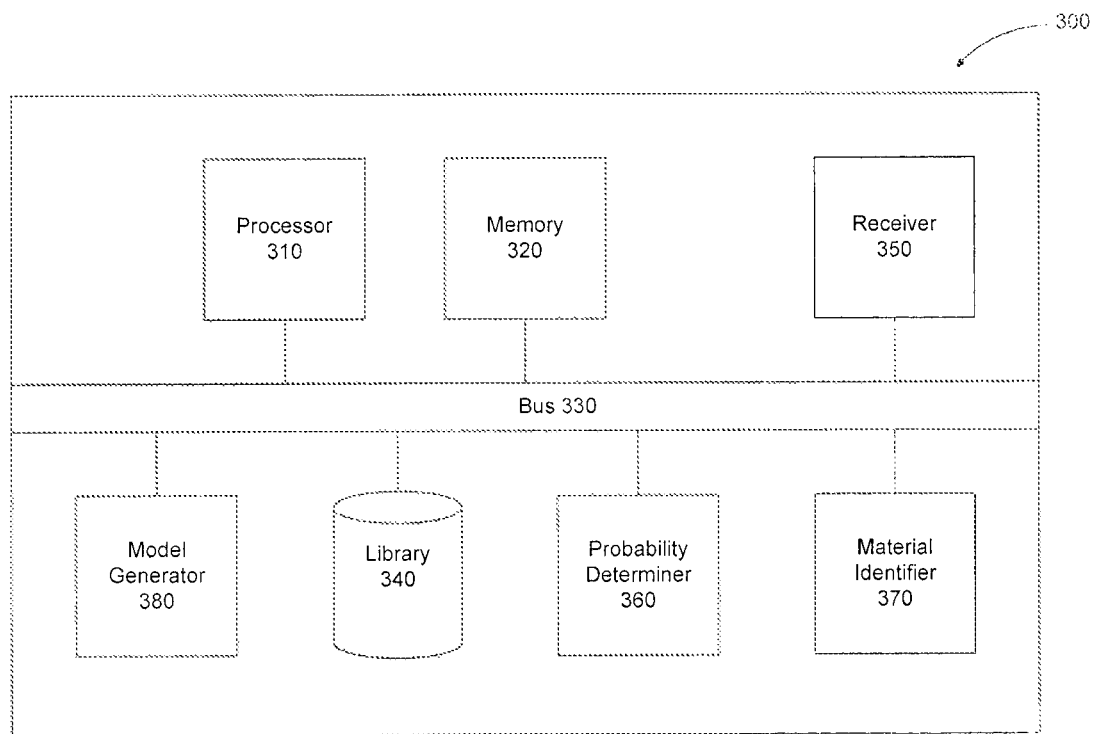 300
Processor
310
Memory
320
Receiver
350
Bus 330
Model
Generator
380
Library
340
Probability
Determiner
360
Material
Identifier
370